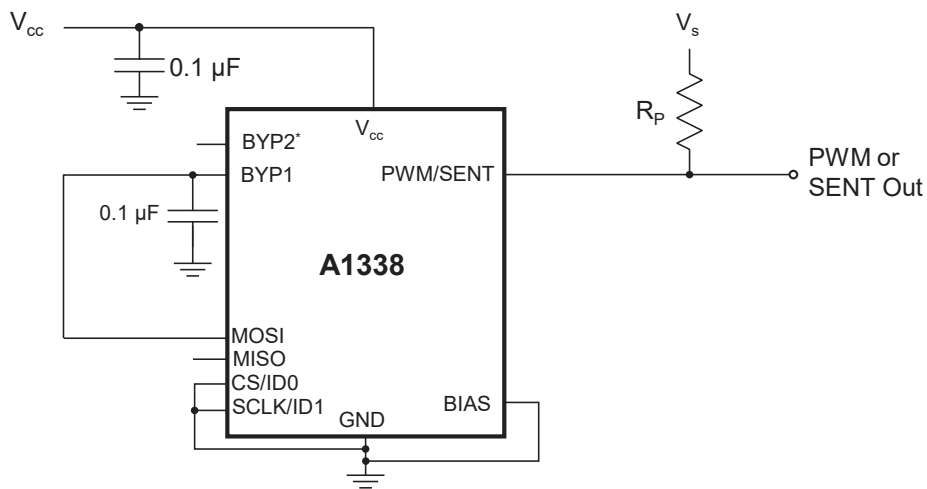 Vcc
0.1 µF
Vs
RP
Vcc
BYP2*
BYP1
PWM/SENT
PWM or
SENT Out
0.1 µF
A1338
MOSI
MISO
CS/ID0
SCLK/ID1
BIAS
GND